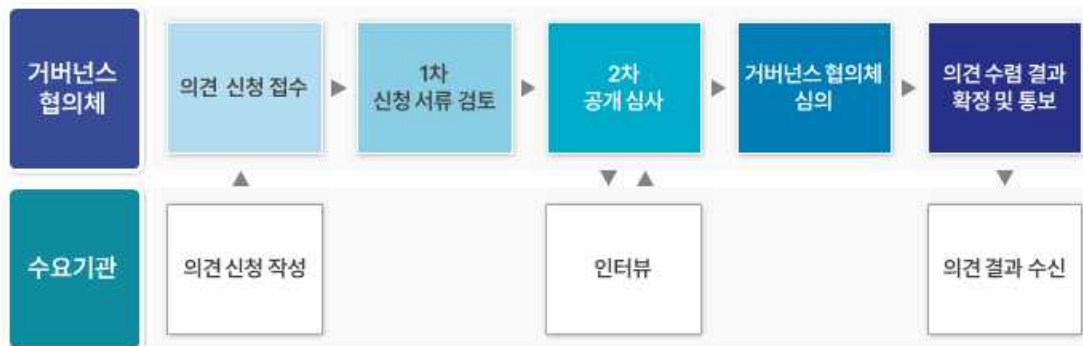 거버넌스
협의체
의견 신청 접수
1차
신청 서류 검토
2차
공개 심사
거버넌스 협의체
심의
의견 수렴 결과
확정 및 통보
수요기관
의견 신청 작성
인터뷰
의견 결과 수신